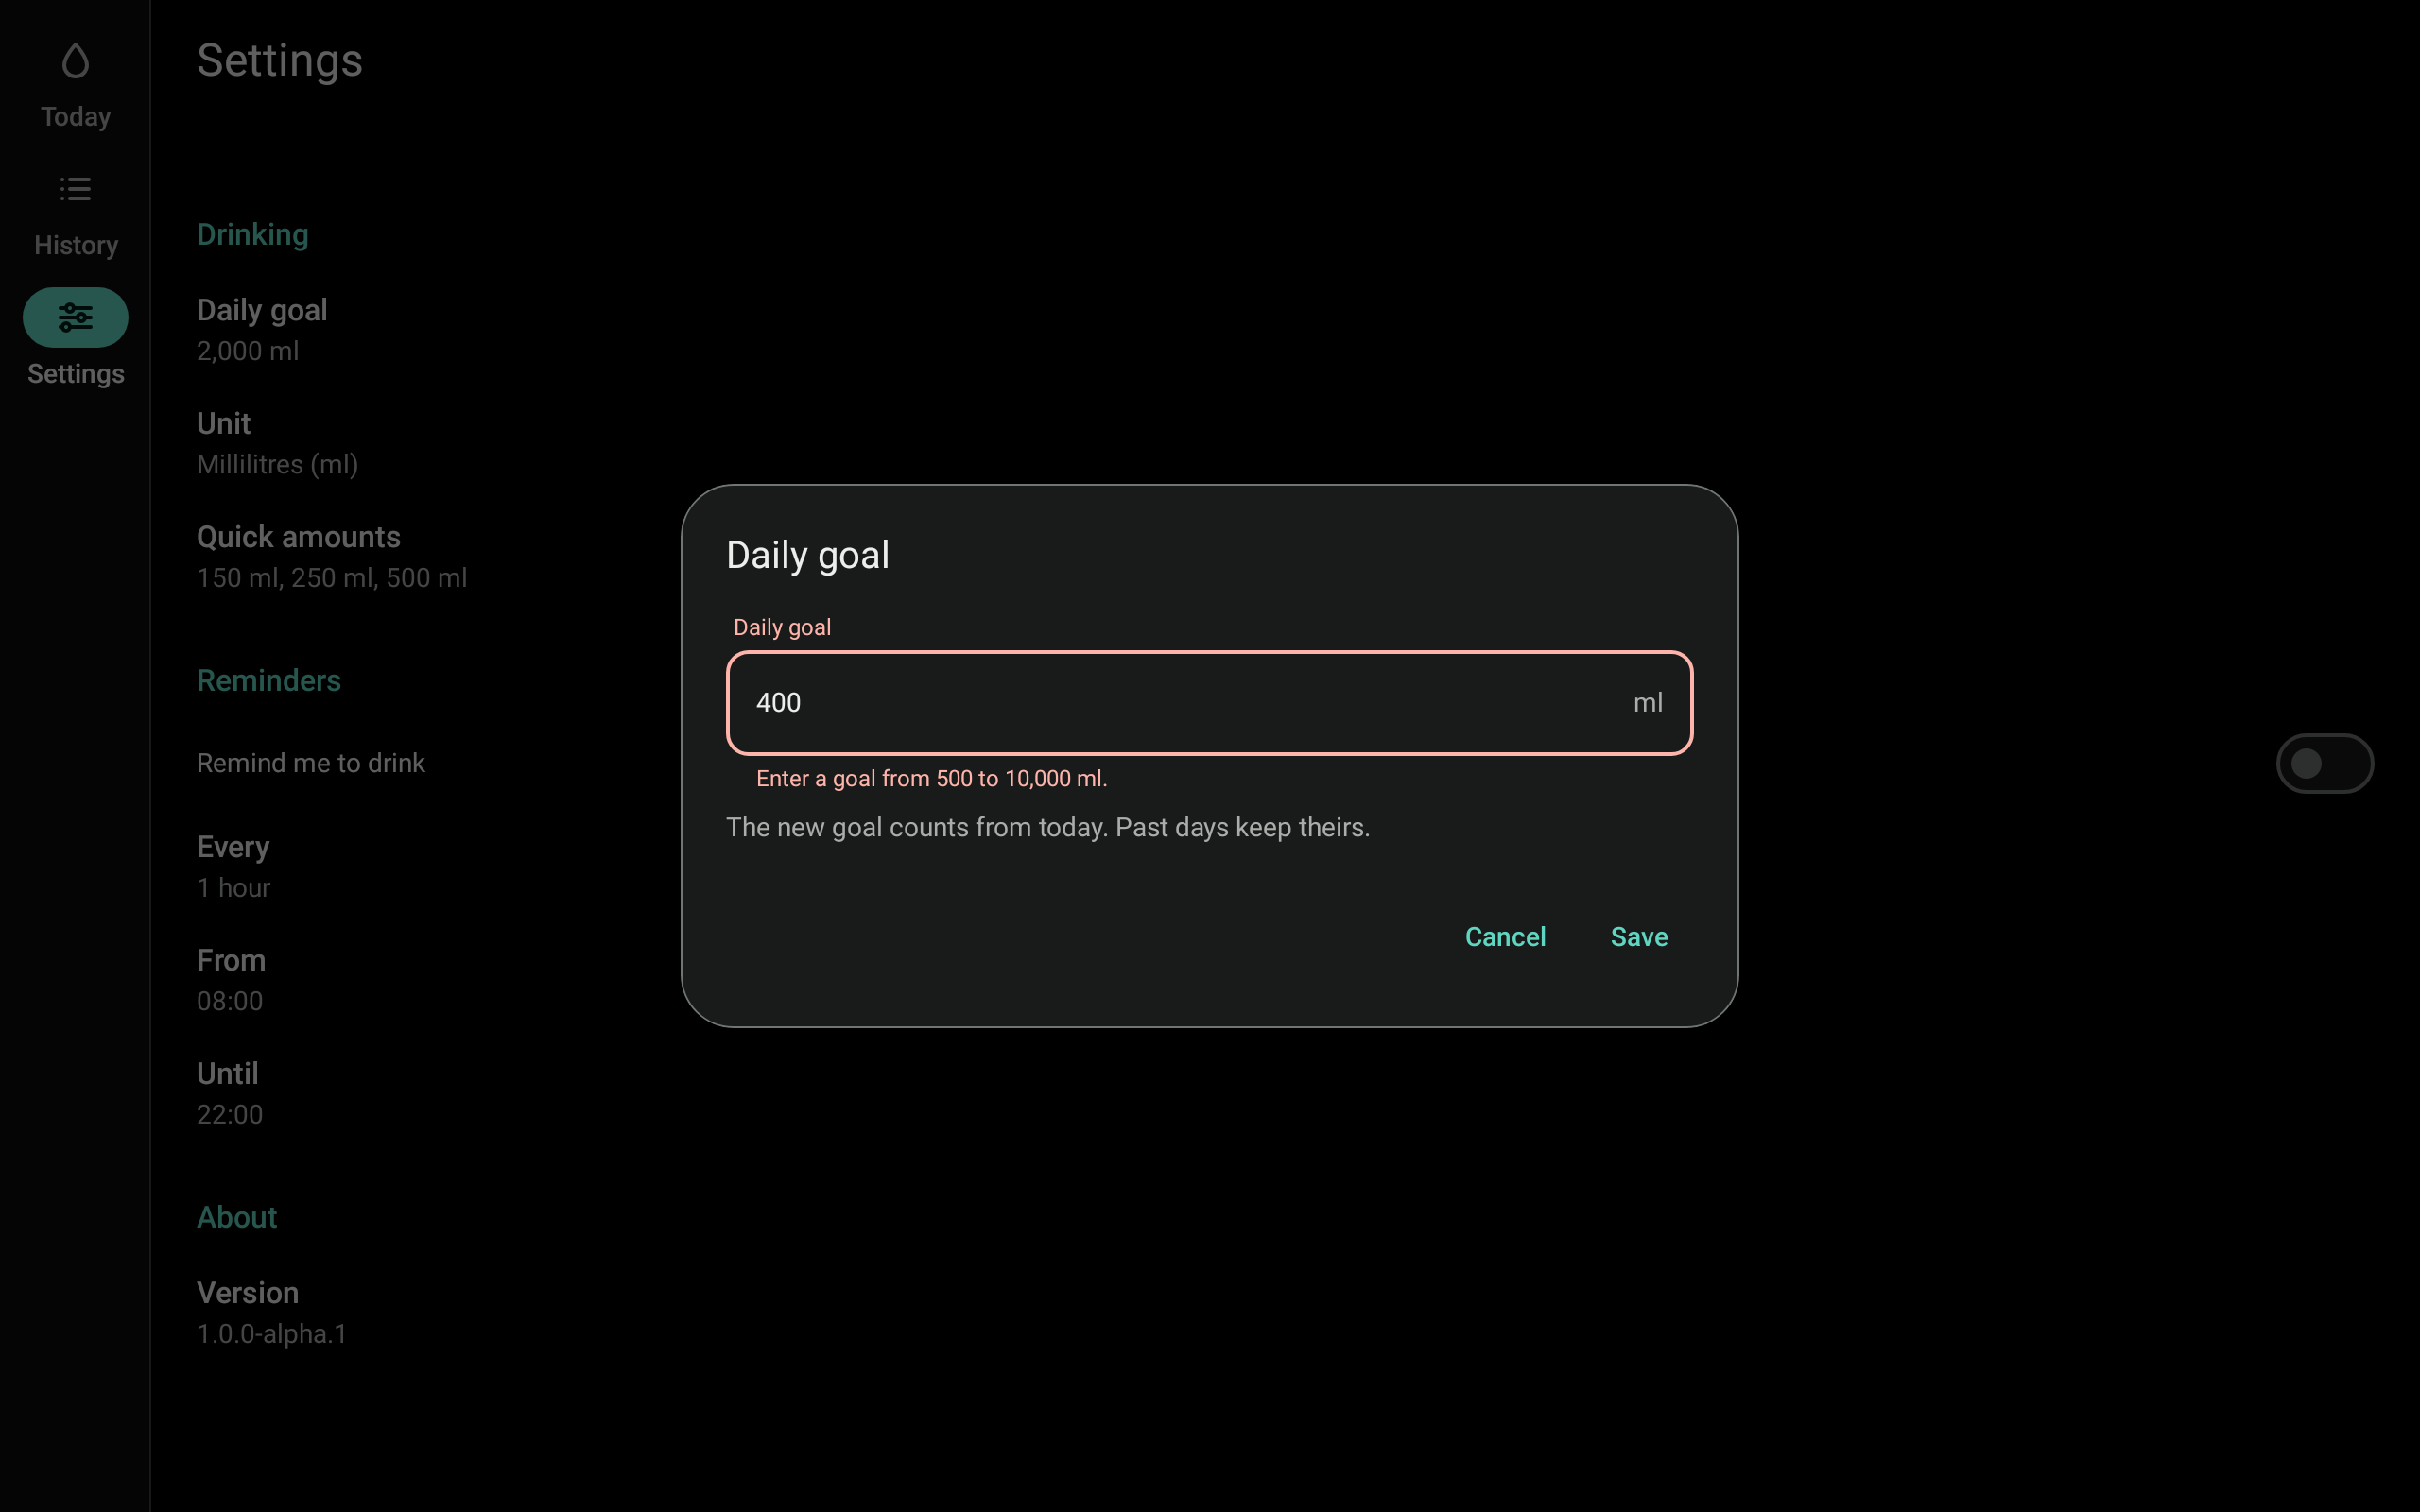 Today
History
Settings
Settings
Drinking
Daily goal
2,000 ml
Unit
Millilitres (ml)
Quick amounts
150 ml, 250 ml, 500 ml
Reminders
Remind me to drink
Every
1 hour
From
08:00
Until
22:00
About
Version
1.0.0-alpha.1
Daily goal
Daily goal
400 ml
Enter a goal from 500 to 10,000 ml.
The new goal counts from today. Past days keep theirs.
Cancel Save